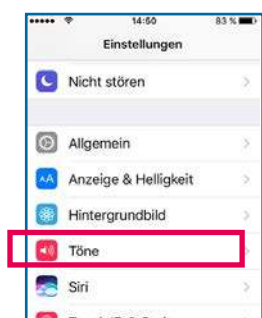 14:50 83 %
Einstellungen
Nicht stören
Allgemein
Anzeige & Helligkeit
Hintergrundbild
Töne
Siri